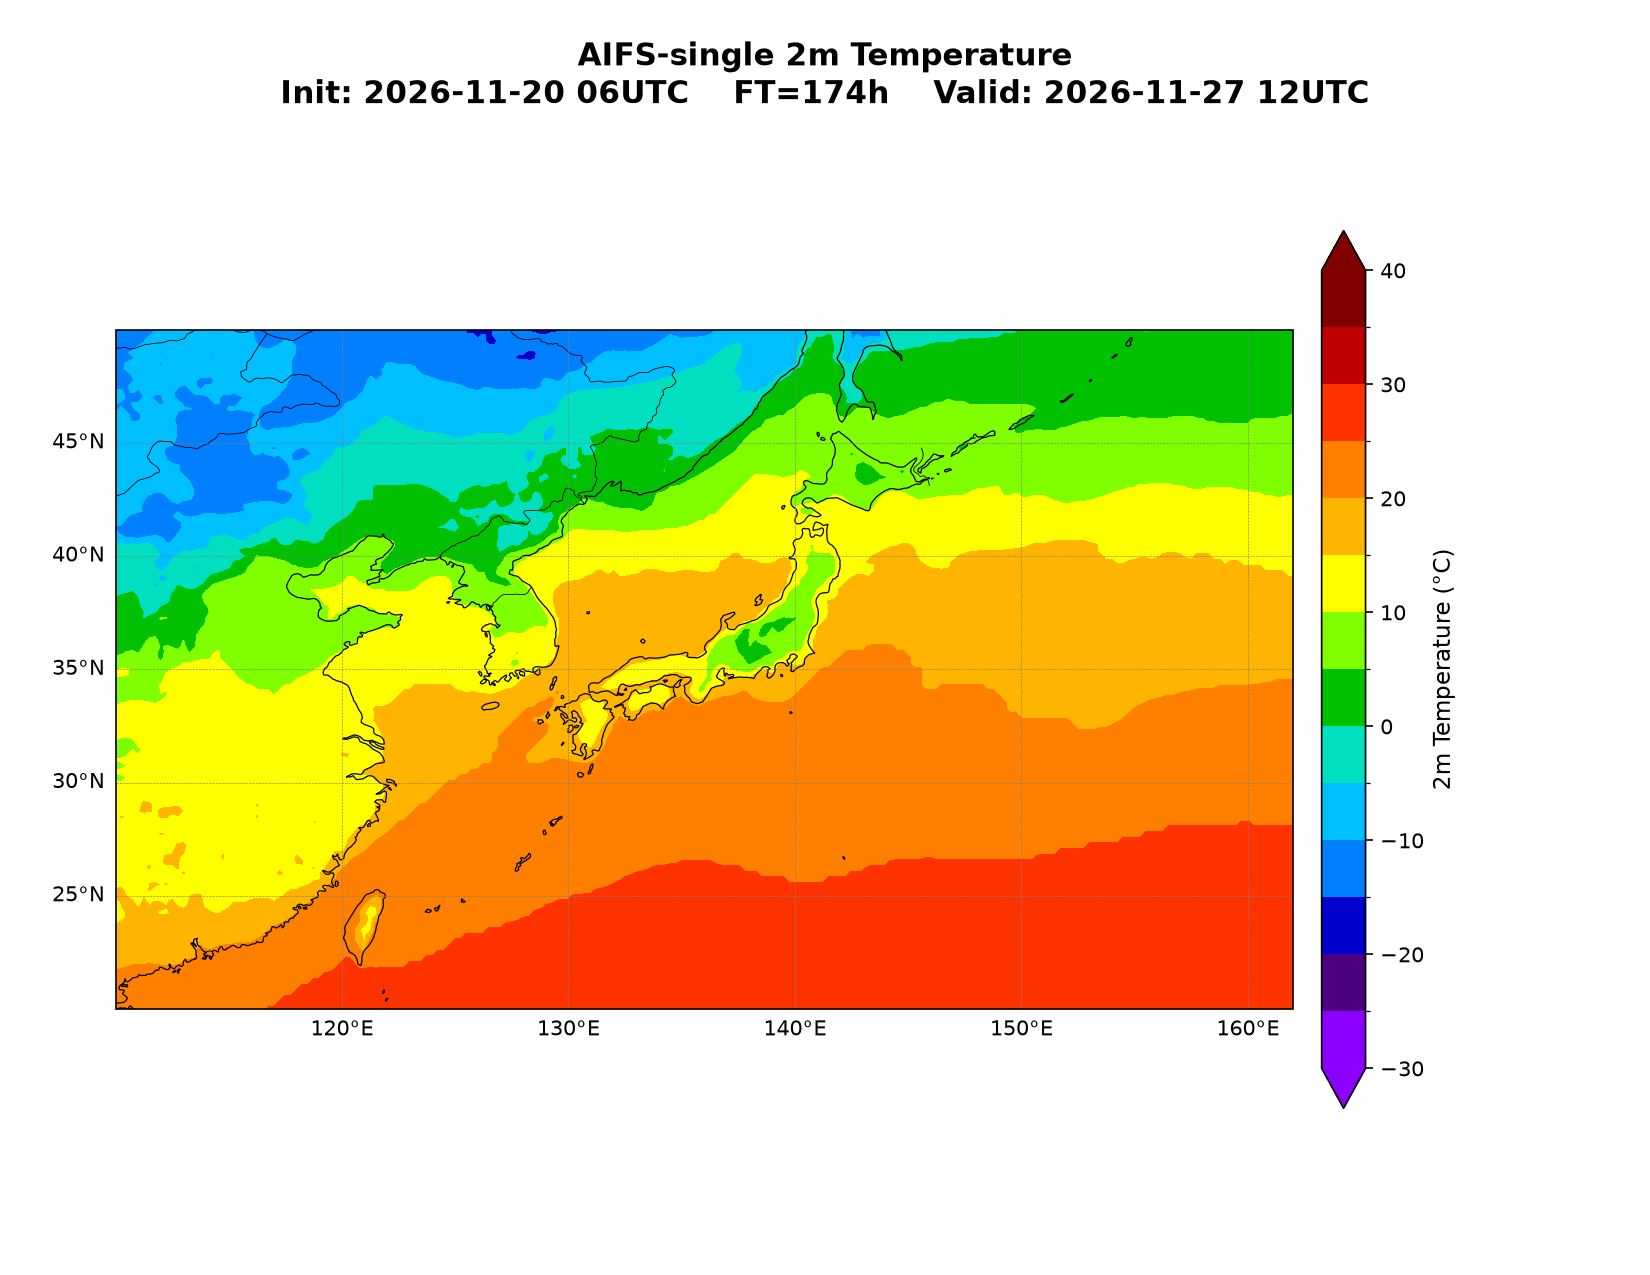 AIFS-single 2m Temperature
Init: 2026-11-20 06UTC    FT=174h    Valid: 2026-11-27 12UTC
45°N
40°N
35°N
30°N
25°N
120°E
130°E
140°E
150°E
160°E
40
30
20
10
0
−10
−20
−30
2m Temperature (°C)